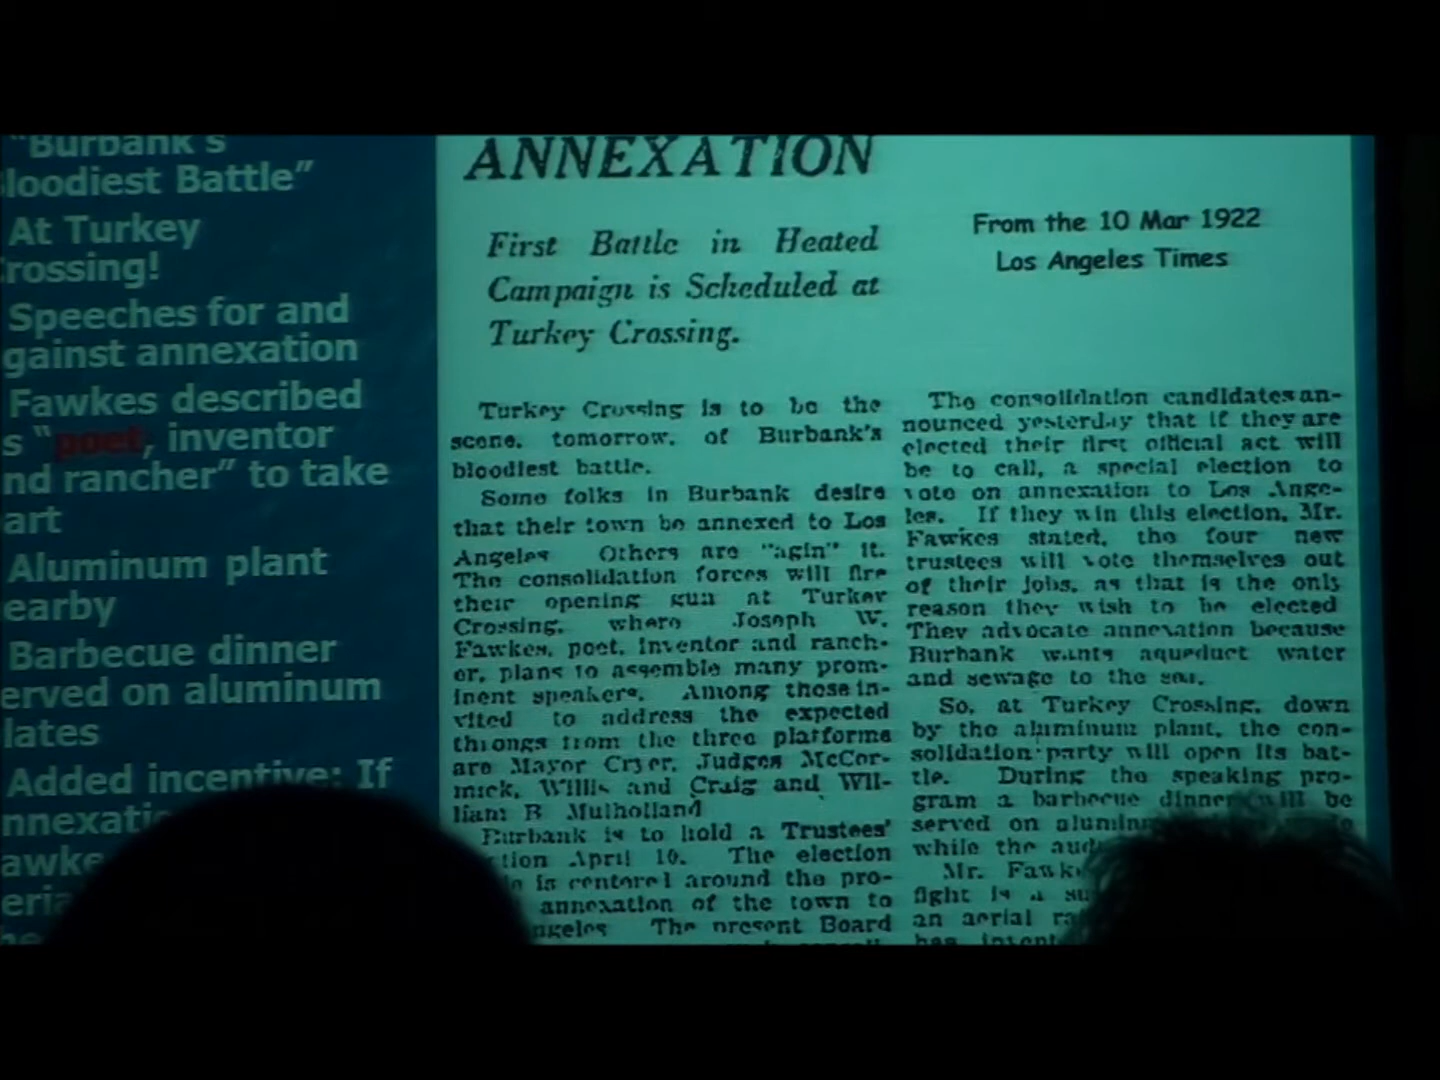 "Burbank's
loodiest Battle"
At Turkey
rossing!
Speeches for and
gainst annexation
Fawkes described
s "poet, inventor
nd rancher" to take
art
Aluminum plant
earby
Barbecue dinner
erved on aluminum
lates
Added incentive: If
nnexatio
awke
eria
ANNEXATION
First Battle in Heated
Campaign is Scheduled at
Turkey Crossing.
From the 10 Mar 1922
Los Angeles Times
Turkey Crossing is to be the
scene, tomorrow, of Burbank's
bloodiest battle.
Some folks in Burbank desire
that their town be annexed to Los
Angeles Others are "agin" it.
The consolidation forces will fire
their opening gun at Turkey
Crossing, where Joseph W.
Fawkes, poet, inventor and ranch-
er, plans to assemble many prom-
inent speakers. Among those in-
vited to address the expected
throngs from the three platforms
are Mayor Cryer, Judges McCor-
mick, Willis and Craig and Wil-
liam B Mulholland
Burbank is to hold a Trustees'
tion April 10. The election
is centered around the pro-
annexation of the town to
ngeles The present Board
The consolidation candidates an-
nounced yesterday that if they are
elected their first official act will
be to call, a special election to
vote on annexation to Los Ange-
les. If they win this election, Mr.
Fawkes stated, the four new
trustees will vote themselves out
of their jobs, as that is the only
reason they wish to be elected
They advocate annexation because
Burbank wants aqueduct water
and sewage to the sea.
So, at Turkey Crossing, down
by the aluminum plant, the con-
solidation party will open its bat-
tle. During the speaking pro-
gram a barbecue dinner will be
served on alumin
while the aud
Mr. Fawk
fight is a su
an aerial ra
has invent